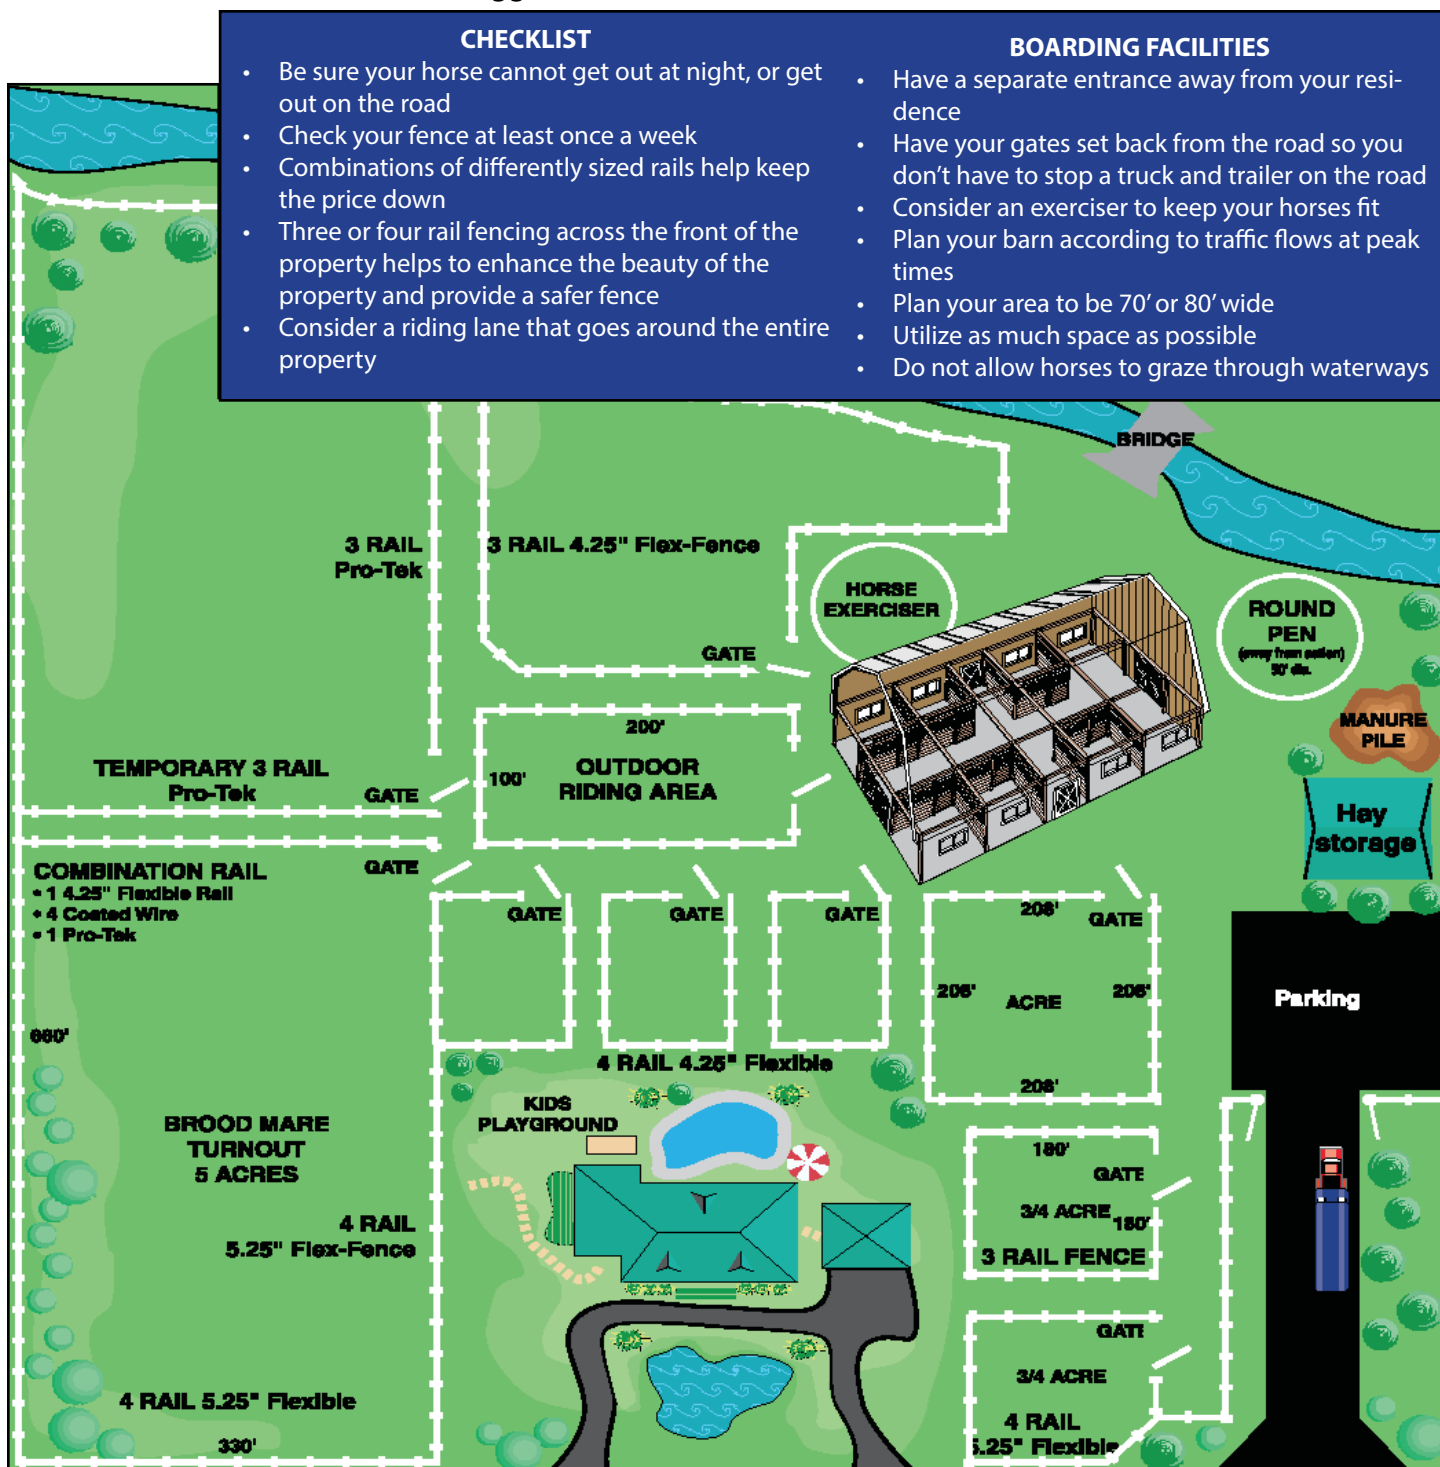 CHECKLIST
• Be sure your horse cannot get out at night, or get
out on the road
• Check your fence at least once a week
• Combinations of differently sized rails help keep
the price down
• Three or four rail fencing across the front of the
property helps to enhance the beauty of the
property and provide a safer fence
• Consider a riding lane that goes around the entire
property
BOARDING FACILITIES
• Have a separate entrance away from your resi-
dence
• Have your gates set back from the road so you
don’t have to stop a truck and trailer on the road
• Consider an exerciser to keep your horses fit
• Plan your barn according to traffic flows at peak
times
• Plan your area to be 70’ or 80’ wide
• Utilize as much space as possible
• Do not allow horses to graze through waterways
BRIDGE
3 RAIL
Pro-Tek
3 RAIL 4.25" Flex-Fence
HORSE
EXERCISER
ROUND
PEN
(away from action)
50' dia.
GATE
MANURE
PILE
200'
100'
OUTDOOR
RIDING AREA
TEMPORARY 3 RAIL
Pro-Tek
GATE
Hay
storage
COMBINATION RAIL
• 1 4.25" Flexible Rail
• 4 Coated Wire
• 1 Pro-Tek
GATE
GATE
GATE
GATE
208'
GATE
208'
ACRE
208'
208'
Parking
660'
4 RAIL 4.25" Flexible
KIDS
PLAYGROUND
BROOD MARE
TURNOUT
5 ACRES
180'
GATE
3/4 ACRE
180'
3 RAIL FENCE
4 RAIL
5.25" Flex-Fence
GATE
3/4 ACRE
4 RAIL
5.25" Flexible
4 RAIL 5.25" Flexible
330'